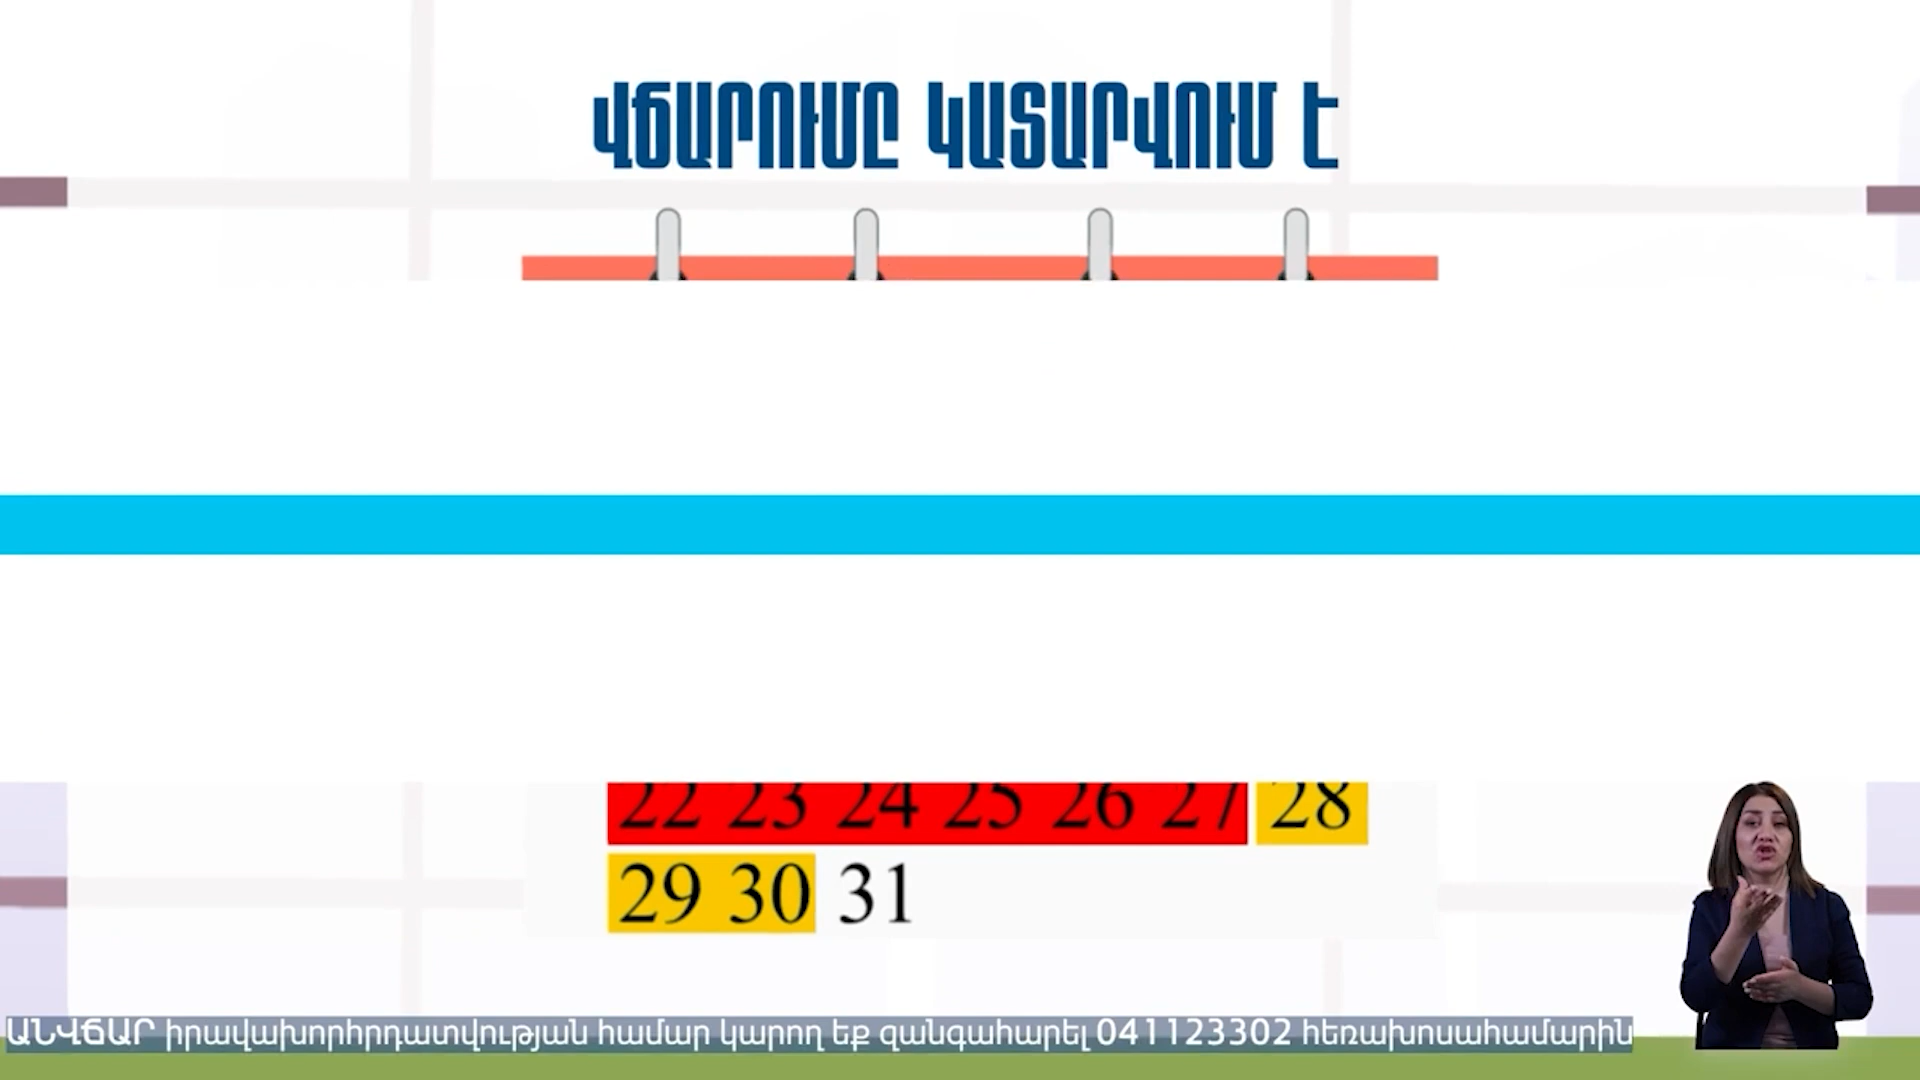 ՎՃԱՐՈՒՄԸ ԿԱՏԱՐՎՈՒՄ Է
22 23 24 25 26 27 28
29 30 31
ԱՆՎՃԱՐ իրավախորհրդատվության համար կարող եք զանգահարել 041123302 հեռախոսահամարին